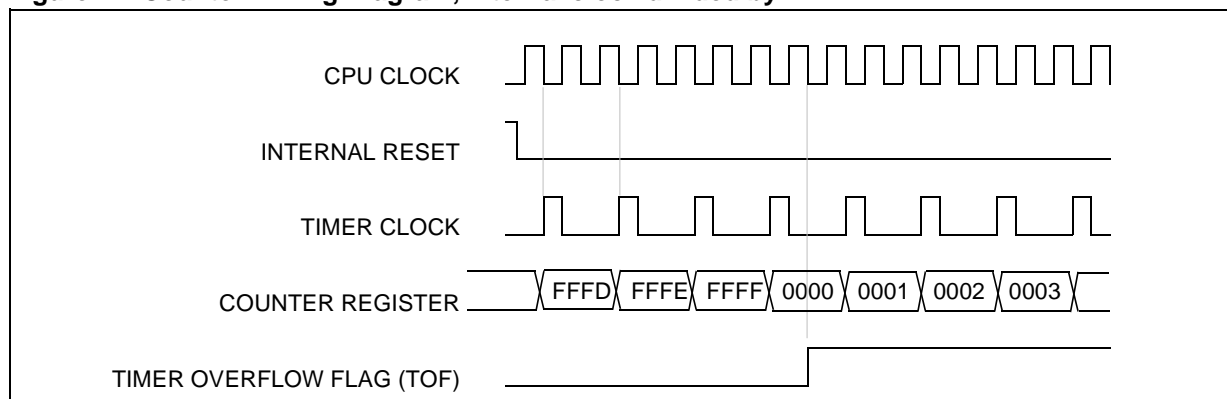 CPU CLOCK
INTERNAL RESET
TIMER CLOCK
FFFD FFFE FFFF 0000 0001 0002 0003
COUNTER REGISTER
TIMER OVERFLOW FLAG (TOF)